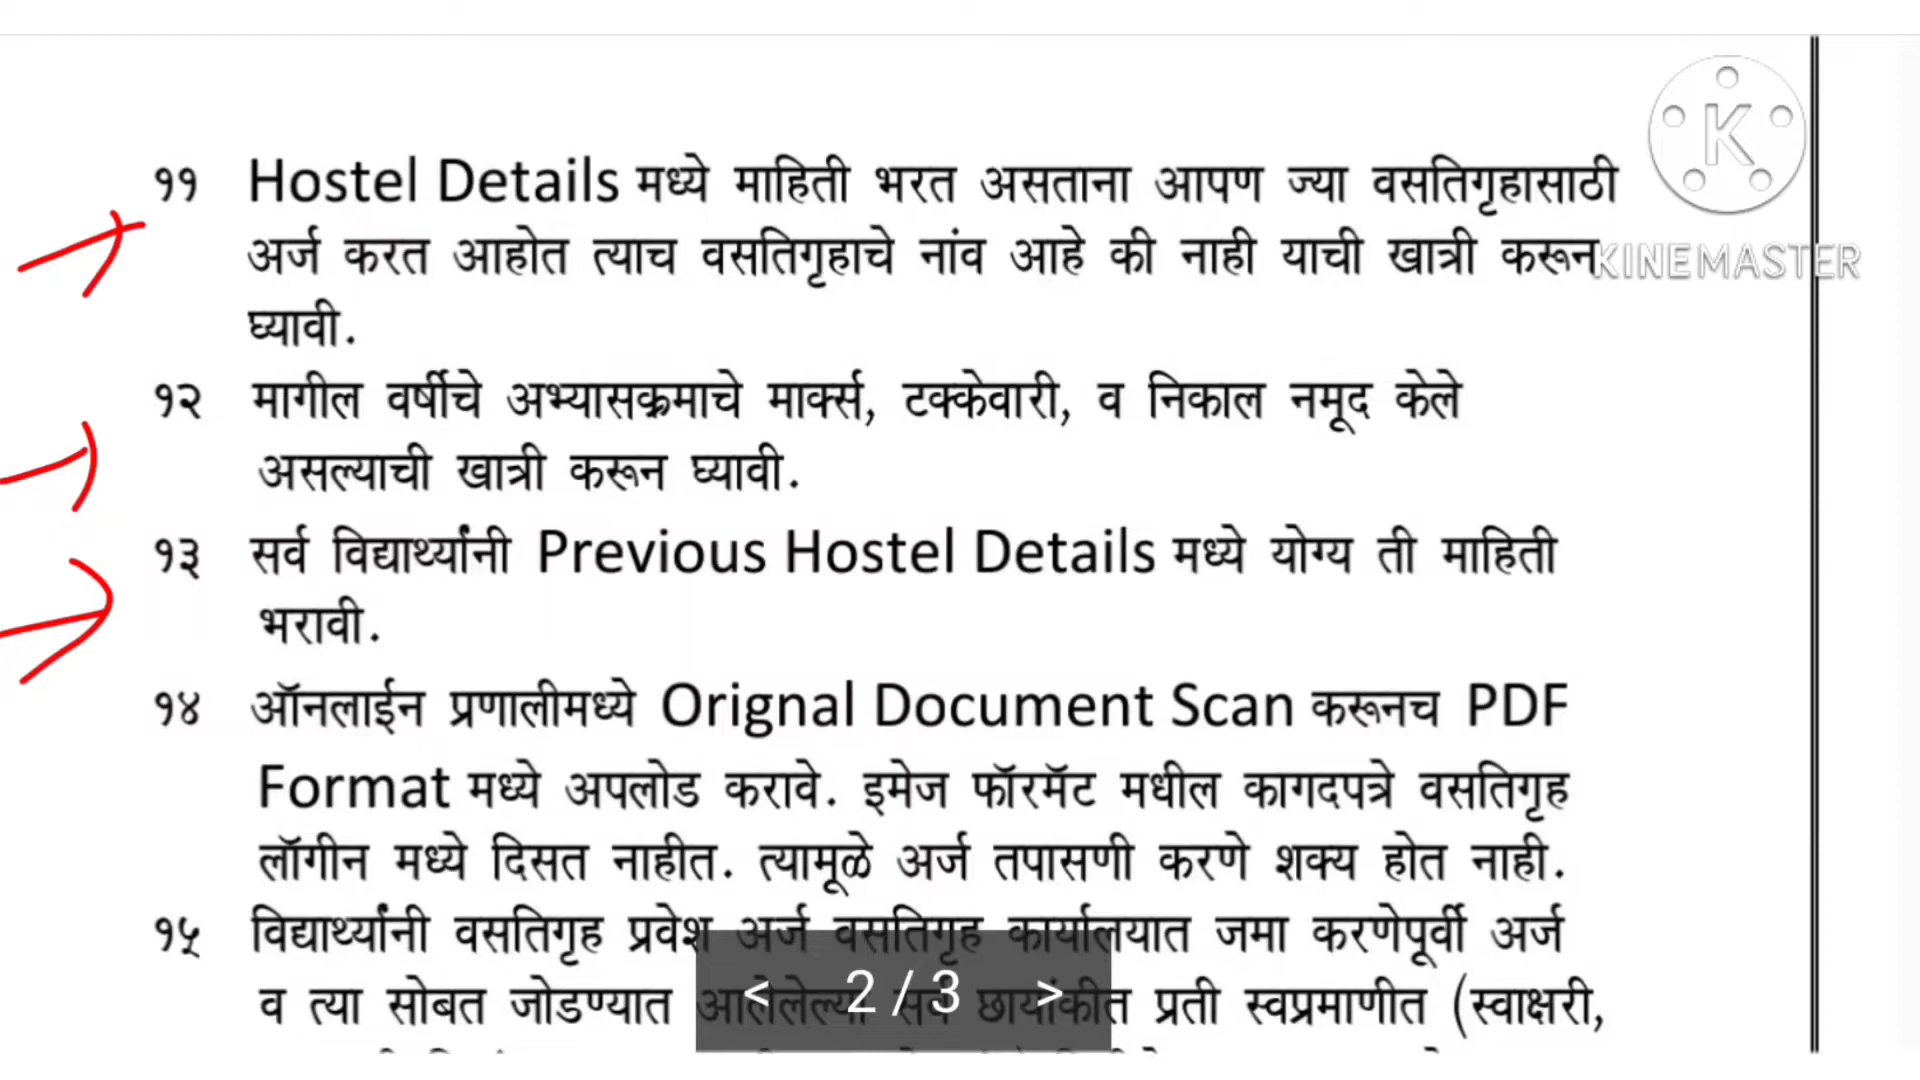 ११ Hostel Details मध्ये माहिती भरत असताना आपण ज्या वसतिगृहासाठी
अर्ज करत आहोत त्याच वसतिगृहाचे नांव आहे की नाही याची खात्री करून
घ्यावी.
K
KINEMASTER
१२ मागील वर्षीचे अभ्यासक्रमाचे मार्क्स, टक्केवारी, व निकाल नमूद केले
असल्याची खात्री करून घ्यावी.
१३ सर्व विद्यार्थ्यांनी Previous Hostel Details मध्ये योग्य ती माहिती
भरावी.
१४ ऑनलाईन प्रणालीमध्ये Orignal Document Scan करूनच PDF
Format मध्ये अपलोड करावे. इमेज फॉरमॅट मधील कागदपत्रे वसतिगृह
लॉगीन मध्ये दिसत नाहीत. त्यामूळे अर्ज तपासणी करणे शक्य होत नाही.
१५ विद्यार्थ्यांनी वसतिगृह प्रवेश अर्ज वसतिगृह कार्यालयात जमा करणेपूर्वी अर्ज
व त्या सोबत जोडण्यात आलेलेल्या सर्व छायांकीत प्रती स्वप्रमाणीत (स्वाक्षरी,
< 2 / 3 >